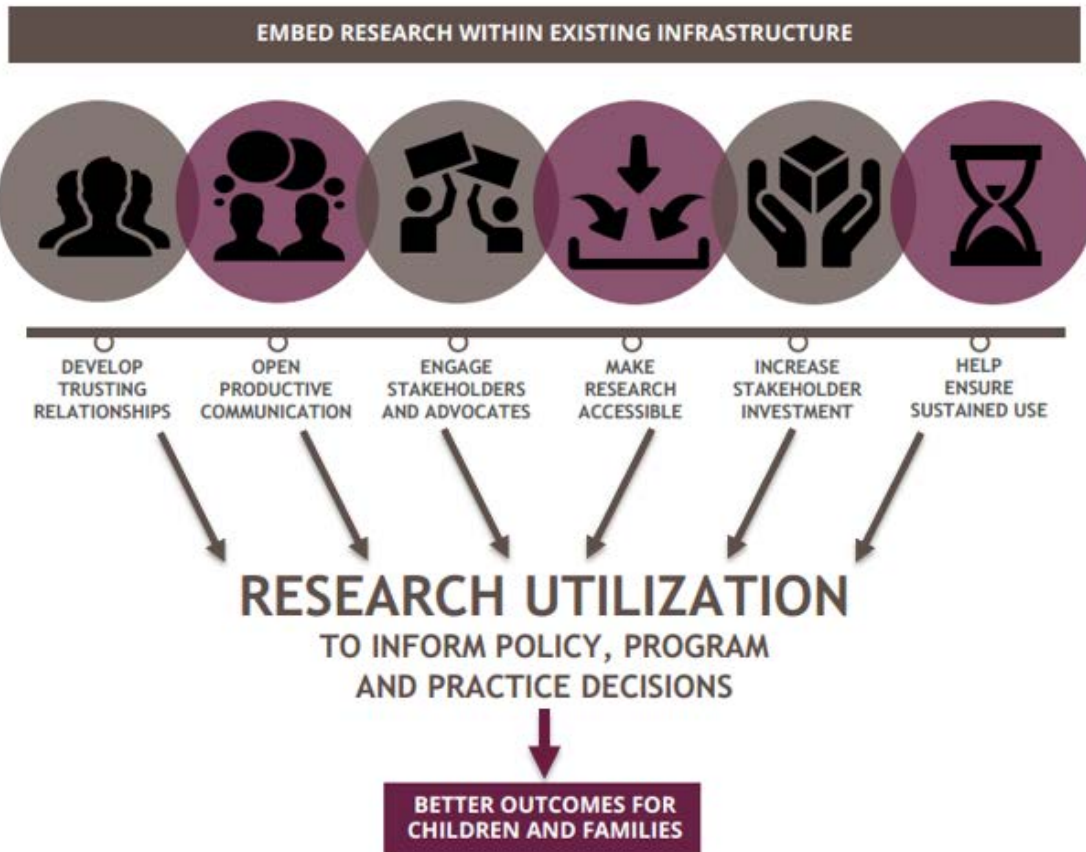 EMBED RESEARCH WITHIN EXISTING INFRASTRUCTURE
DEVELOP
TRUSTING
RELATIONSHIPS
OPEN
PRODUCTIVE
COMMUNICATION
ENGAGE
STAKEHOLDERS
AND ADVOCATES
MAKE
RESEARCH
ACCESSIBLE
INCREASE
STAKEHOLDER
INVESTMENT
HELP
ENSURE
SUSTAINED USE
RESEARCH UTILIZATION
TO INFORM POLICY, PROGRAM
AND PRACTICE DECISIONS
BETTER OUTCOMES FOR
CHILDREN AND FAMILIES